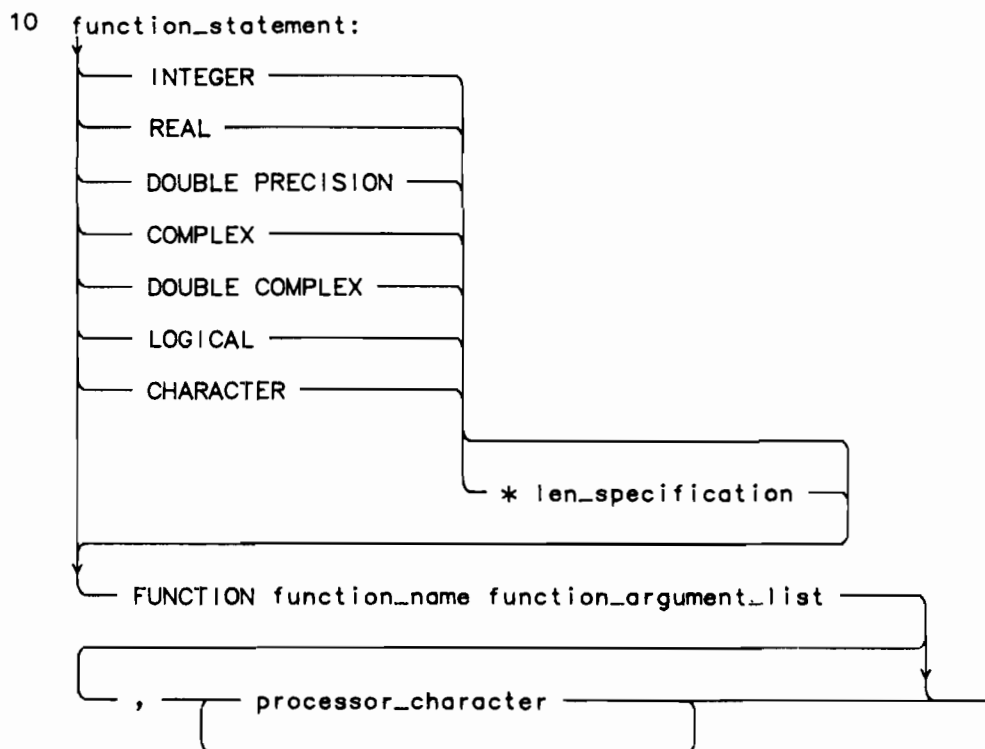 10 function_statement:
INTEGER
REAL
DOUBLE PRECISION
COMPLEX
DOUBLE COMPLEX
LOGICAL
CHARACTER
* len_specification
FUNCTION function_name function_argument_list
, processor_character